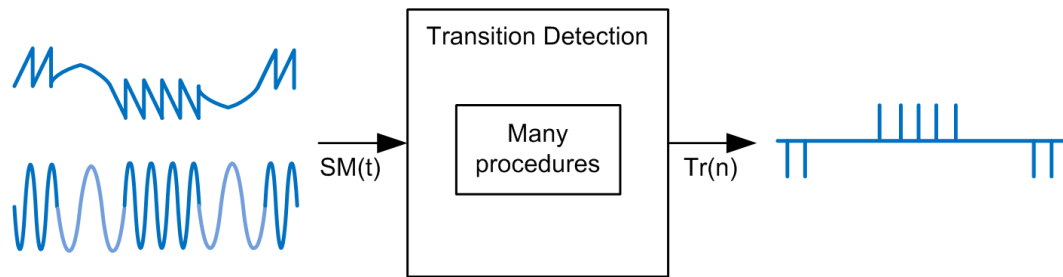 Transition Detection
Many
procedures
SM(t)
Tr(n)